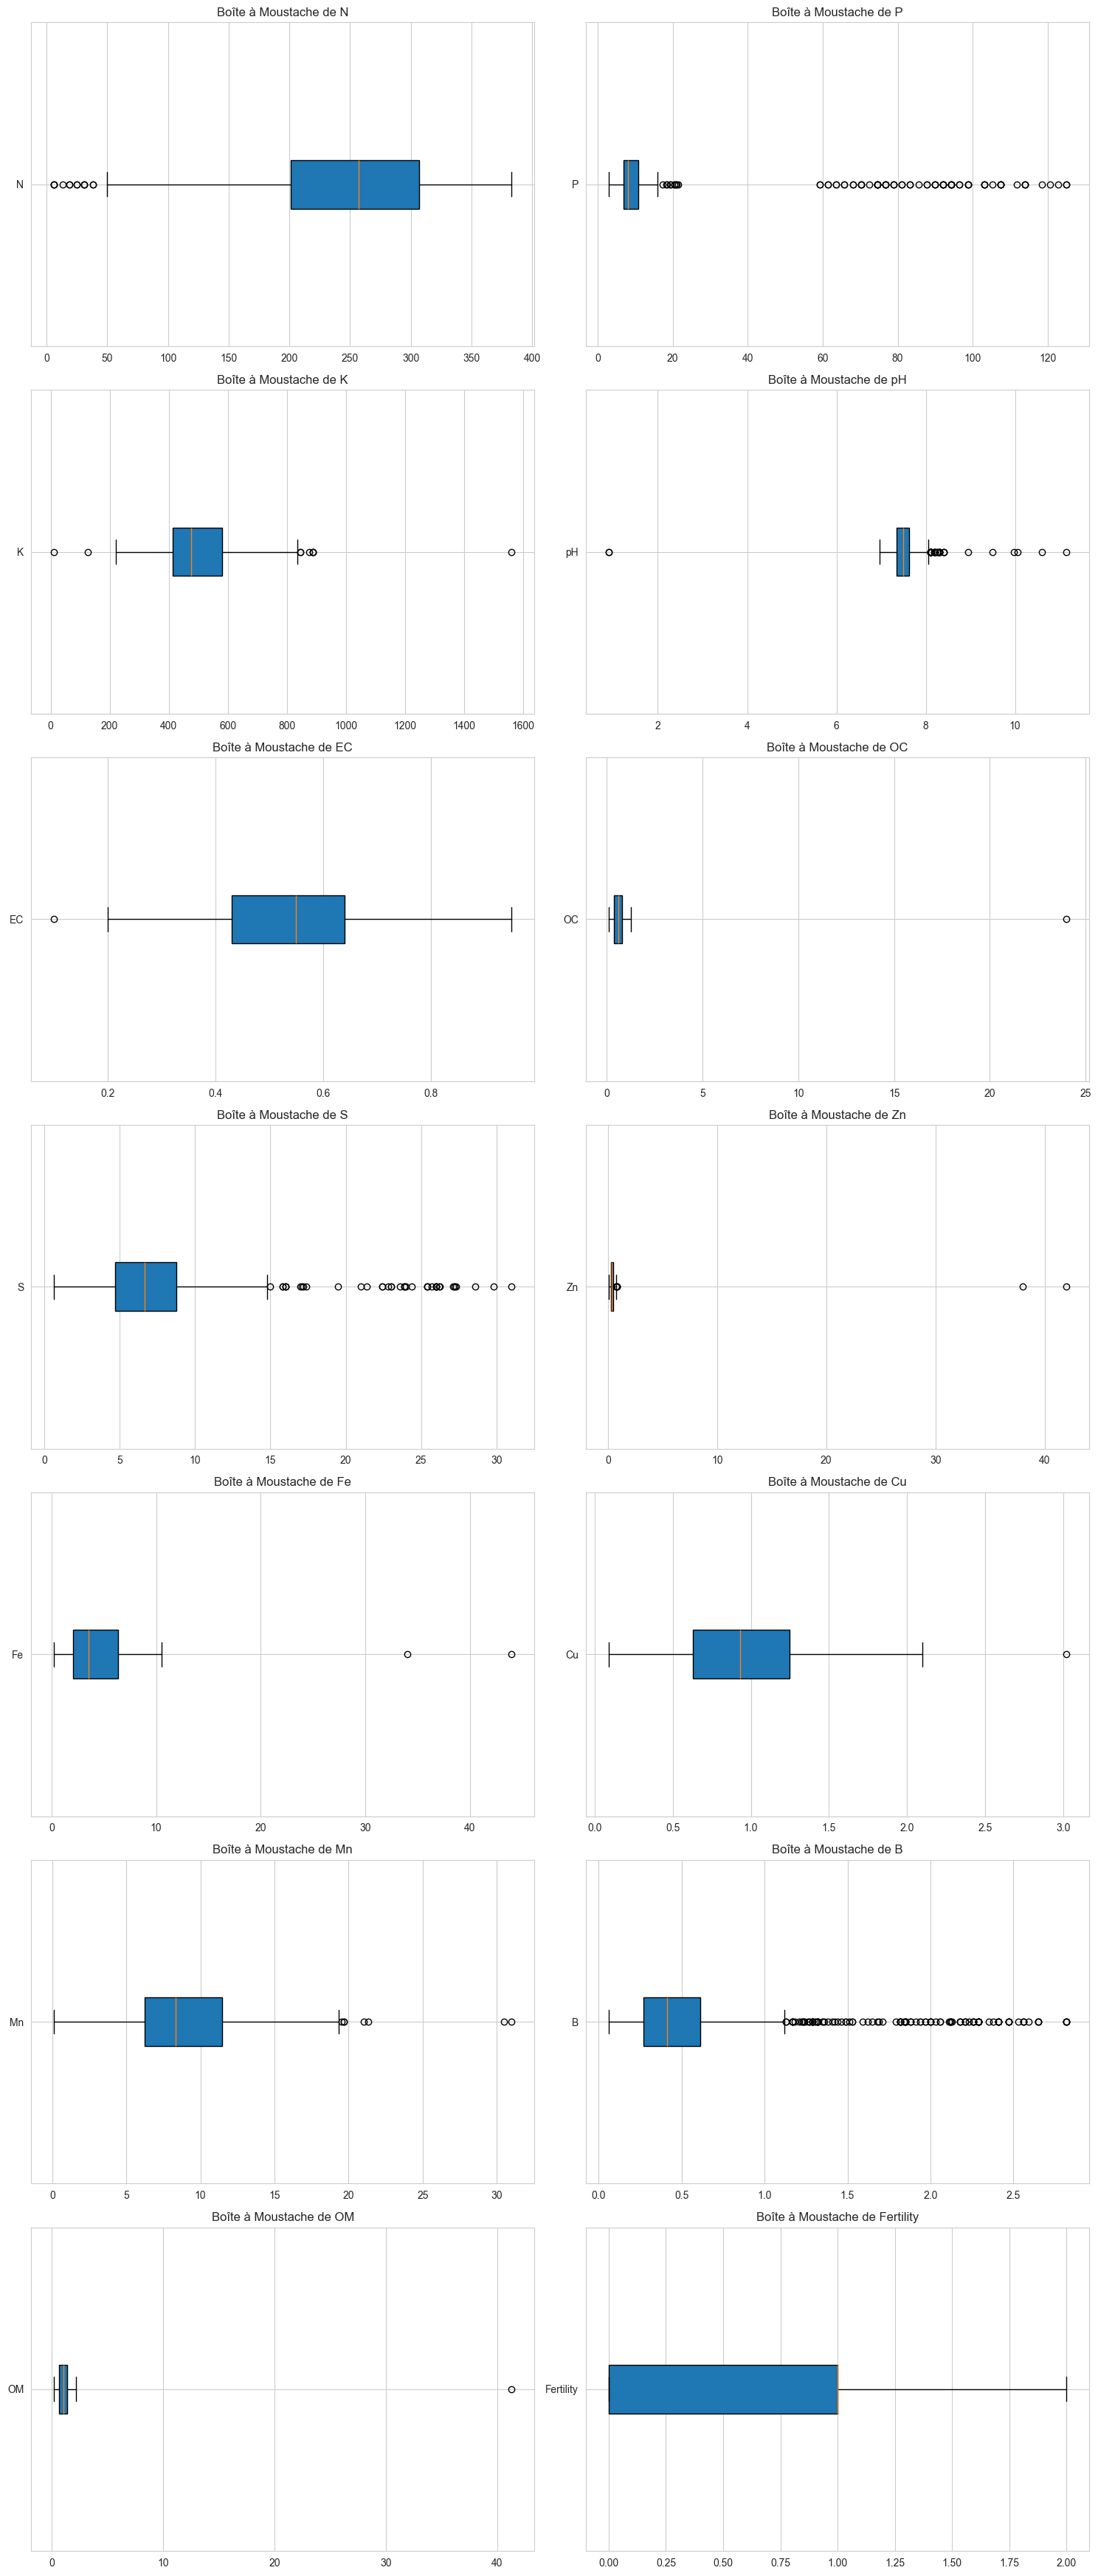 Boîte à Moustache de N
N
0 50 100 150 200 250 300 350 400
Boîte à Moustache de P
P
0 20 40 60 80 100 120
Boîte à Moustache de K
K
0 200 400 600 800 1000 1200 1400 1600
Boîte à Moustache de pH
pH
2 4 6 8 10
Boîte à Moustache de EC
EC
0.2 0.4 0.6 0.8
Boîte à Moustache de OC
OC
0 5 10 15 20 25
Boîte à Moustache de S
S
0 5 10 15 20 25 30
Boîte à Moustache de Zn
Zn
0 10 20 30 40
Boîte à Moustache de Fe
Fe
0 10 20 30 40
Boîte à Moustache de Cu
Cu
0.0 0.5 1.0 1.5 2.0 2.5 3.0
Boîte à Moustache de Mn
Mn
0 5 10 15 20 25 30
Boîte à Moustache de B
B
0.0 0.5 1.0 1.5 2.0 2.5
Boîte à Moustache de OM
OM
0 10 20 30 40
Boîte à Moustache de Fertility
Fertility
0.00 0.25 0.50 0.75 1.00 1.25 1.50 1.75 2.00